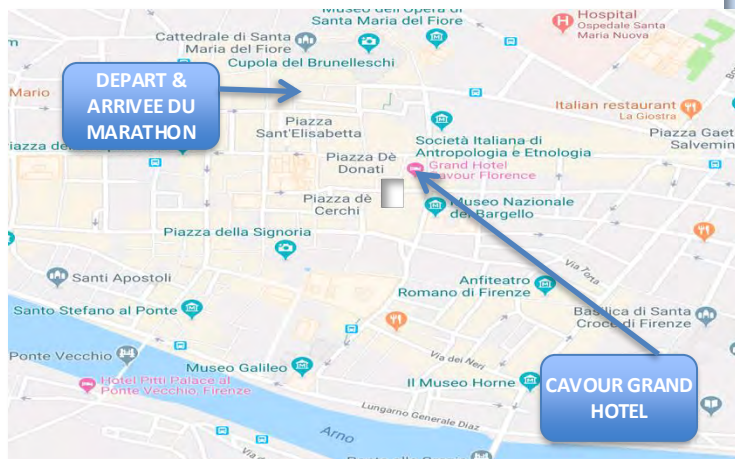 Museo dell'Opera di
Santa Maria del Fiore
Hospital
Ospedale Santa
Maria Nuova
Cattedrale di Santa
Maria del Fiore
Cupola del Brunelleschi
DEPART &
ARRIVEE DU
MARATHON
Mario
Italian restaurant
La Giostra
Piazza
Sant'Elisabetta
Società Italiana di
Antropologia e Etnologia
Piazza Gaet
Salvemin
Piazza Dè
Donati
Grand Hotel
Cavour Florence
Piazza dè
Cerchi
Museo Nazionale
del Bargello
Piazza della Signoria
Via Torta
Santi Apostoli
Anfiteatro
Romano di Firenze
Santo Stefano al Ponte
Basilica di Santa
Croce di Firenze
Ponte Vecchio
Museo Galileo
Via dei Neri
Hotel Pitti Palace al
Ponte Vecchio, Firenze
Il Museo Horne
CAVOUR GRAND
HOTEL
Lungarno Generale Diaz
Arno